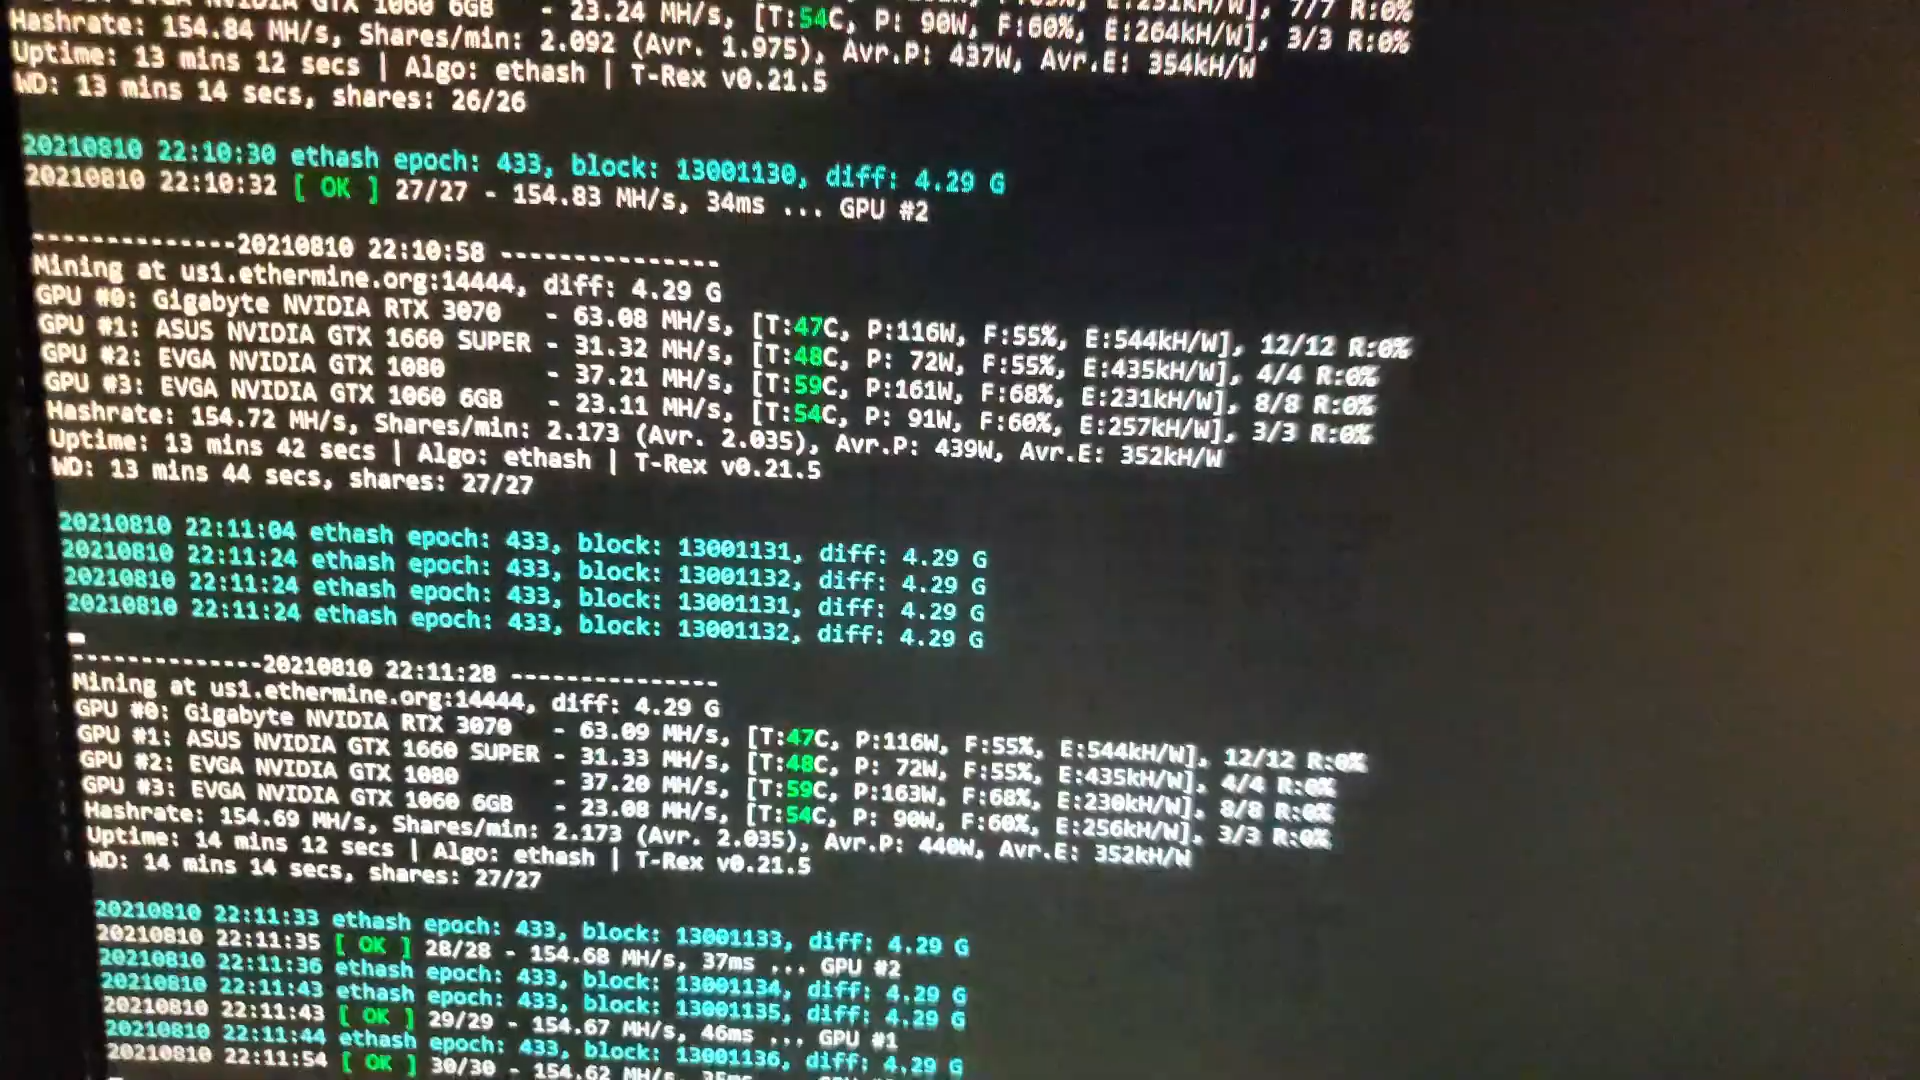 NVIDIA GTX 1060 6GB - 23.24 MH/s, [T:54C, P: 90W, F:60%, E:264kH/W], 3/3 R:0%
7/7 R:0%
Hashrate: 154.84 MH/s, Shares/min: 2.092 (Avr. 1.975), Avr.P: 437W, Avr.E: 354kH/W
Uptime: 13 mins 12 secs | Algo: ethash | T-Rex v0.21.5
WD: 13 mins 14 secs, shares: 26/26
20210810 22:10:30 ethash epoch: 433, block: 13001130, diff: 4.29 G
20210810 22:10:32 [ OK ] 27/27 - 154.83 MH/s, 34ms ... GPU #2
--------------20210810 22:10:58 ---------------
Mining at us1.ethermine.org:14444, diff: 4.29 G
GPU #0: Gigabyte NVIDIA RTX 3070 - 63.08 MH/s, [T:47C, P:116W, F:55%, E:544kH/W], 12/12 R:0%
GPU #1: ASUS NVIDIA GTX 1660 SUPER - 31.32 MH/s, [T:48C, P: 72W, F:55%, E:435kH/W], 4/4 R:0%
GPU #2: EVGA NVIDIA GTX 1080 - 37.21 MH/s, [T:59C, P:161W, F:68%, E:231kH/W], 8/8 R:0%
GPU #3: EVGA NVIDIA GTX 1060 6GB - 23.11 MH/s, [T:54C, P: 91W, F:60%, E:257kH/W], 3/3 R:0%
Hashrate: 154.72 MH/s, Shares/min: 2.173 (Avr. 2.035), Avr.P: 439W, Avr.E: 352kH/W
Uptime: 13 mins 42 secs | Algo: ethash | T-Rex v0.21.5
WD: 13 mins 44 secs, shares: 27/27
20210810 22:11:04 ethash epoch: 433, block: 13001131, diff: 4.29 G
20210810 22:11:24 ethash epoch: 433, block: 13001132, diff: 4.29 G
20210810 22:11:24 ethash epoch: 433, block: 13001131, diff: 4.29 G
20210810 22:11:24 ethash epoch: 433, block: 13001132, diff: 4.29 G
--------------20210810 22:11:28 ---------------
Mining at us1.ethermine.org:14444, diff: 4.29 G
GPU #0: Gigabyte NVIDIA RTX 3070 - 63.09 MH/s, [T:47C, P:116W, F:55%, E:544kH/W], 12/12 R:0%
GPU #1: ASUS NVIDIA GTX 1660 SUPER - 31.33 MH/s, [T:48C, P: 72W, F:55%, E:435kH/W], 4/4 R:0%
GPU #2: EVGA NVIDIA GTX 1080 - 37.20 MH/s, [T:59C, P:163W, F:68%, E:230kH/W], 8/8 R:0%
GPU #3: EVGA NVIDIA GTX 1060 6GB - 23.08 MH/s, [T:54C, P: 90W, F:60%, E:256kH/W], 3/3 R:0%
Hashrate: 154.69 MH/s, Shares/min: 2.173 (Avr. 2.035), Avr.P: 440W, Avr.E: 352kH/W
Uptime: 14 mins 12 secs | Algo: ethash | T-Rex v0.21.5
WD: 14 mins 14 secs, shares: 27/27
20210810 22:11:33 ethash epoch: 433, block: 13001133, diff: 4.29 G
20210810 22:11:35 [ OK ] 28/28 - 154.68 MH/s, 37ms ... GPU #2
20210810 22:11:36 ethash epoch: 433, block: 13001134, diff: 4.29 G
20210810 22:11:43 ethash epoch: 433, block: 13001135, diff: 4.29 G
20210810 22:11:43 [ OK ] 29/29 - 154.67 MH/s, 46ms ... GPU #1
20210810 22:11:44 ethash epoch: 433, block: 13001136, diff: 4.29 G
20210810 22:11:54 [ OK ] 30/30 - 154.62 MH/s,